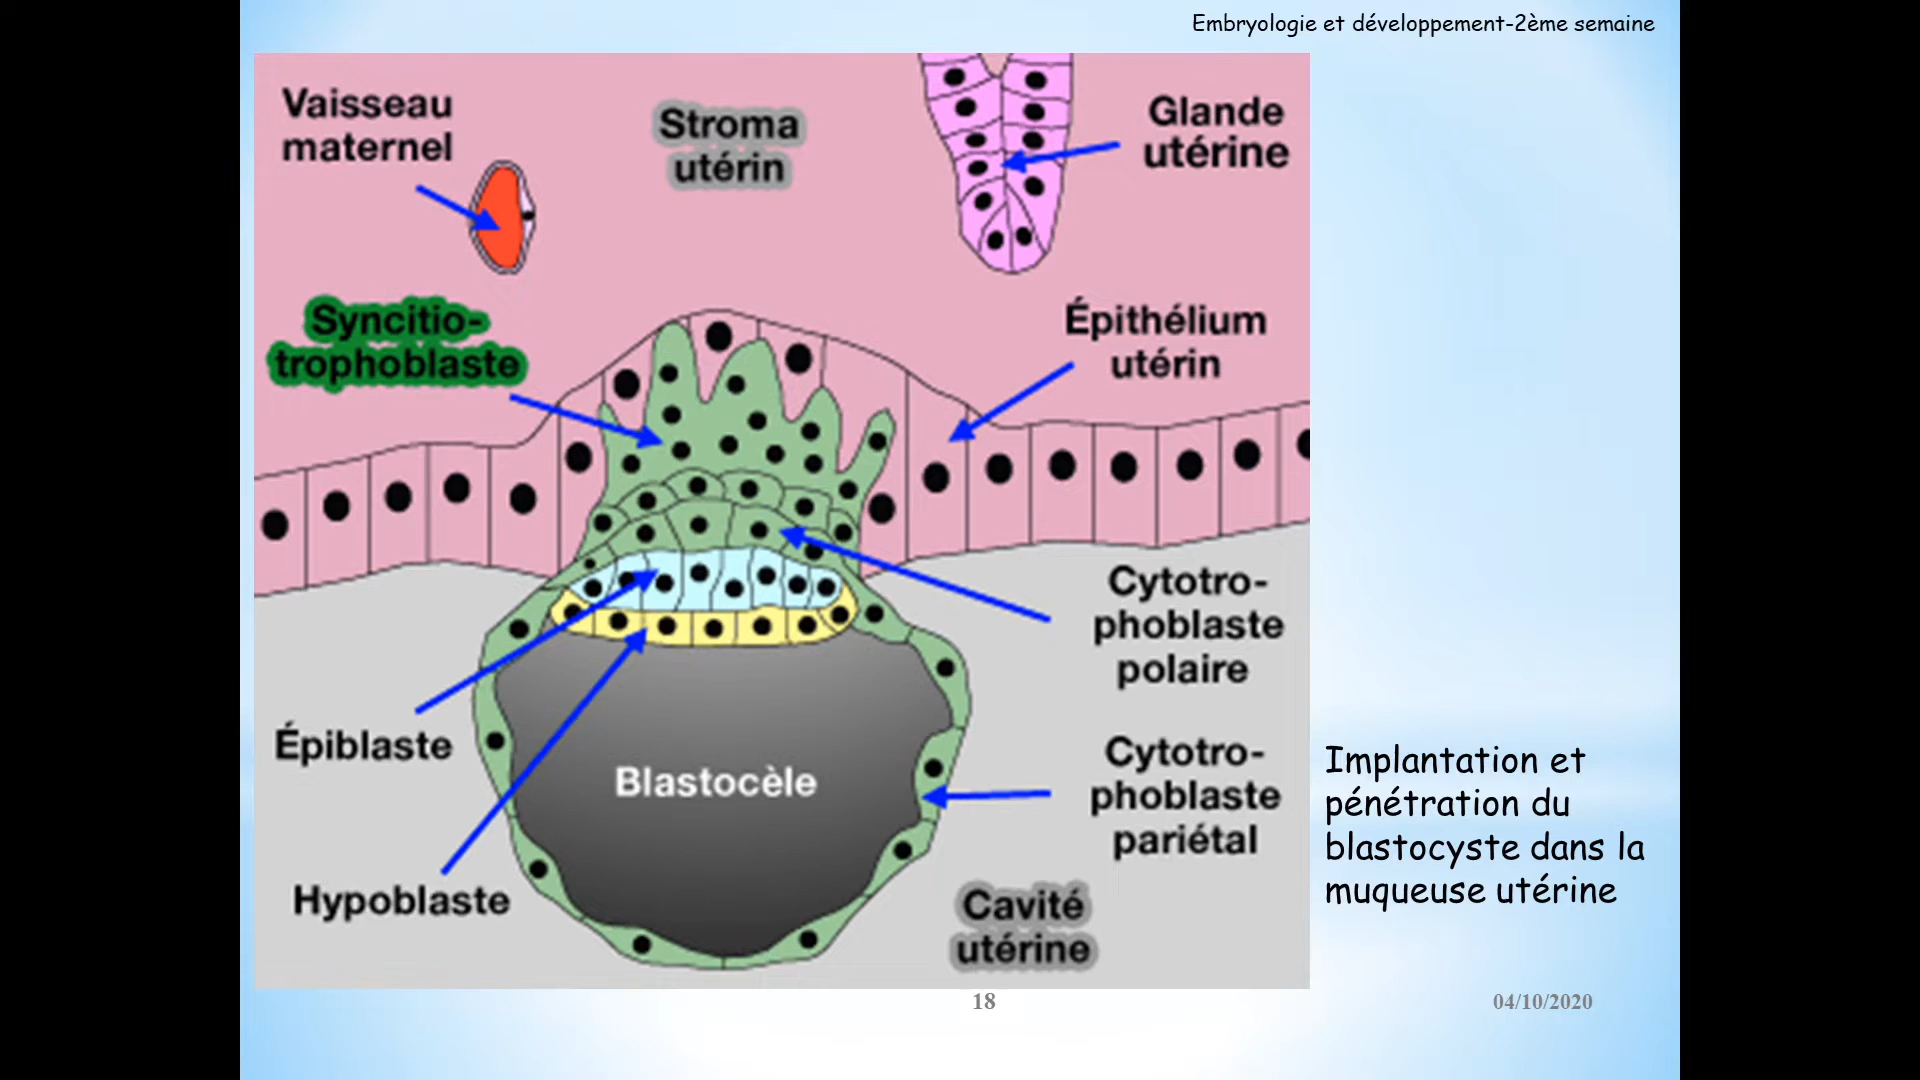 Embryologie et développement-2ème semaine
Vaisseau
maternel
Stroma
utérin
Glande
utérine
Syncitio-
trophoblaste
Épithélium
utérin
Cytotro-
phoblaste
polaire
Épiblaste
Blastocèle
Cytotro-
phoblaste
pariétal
Hypoblaste
Cavité
utérine
Implantation et
pénétration du
blastocyste dans la
muqueuse utérine
18
04/10/2020